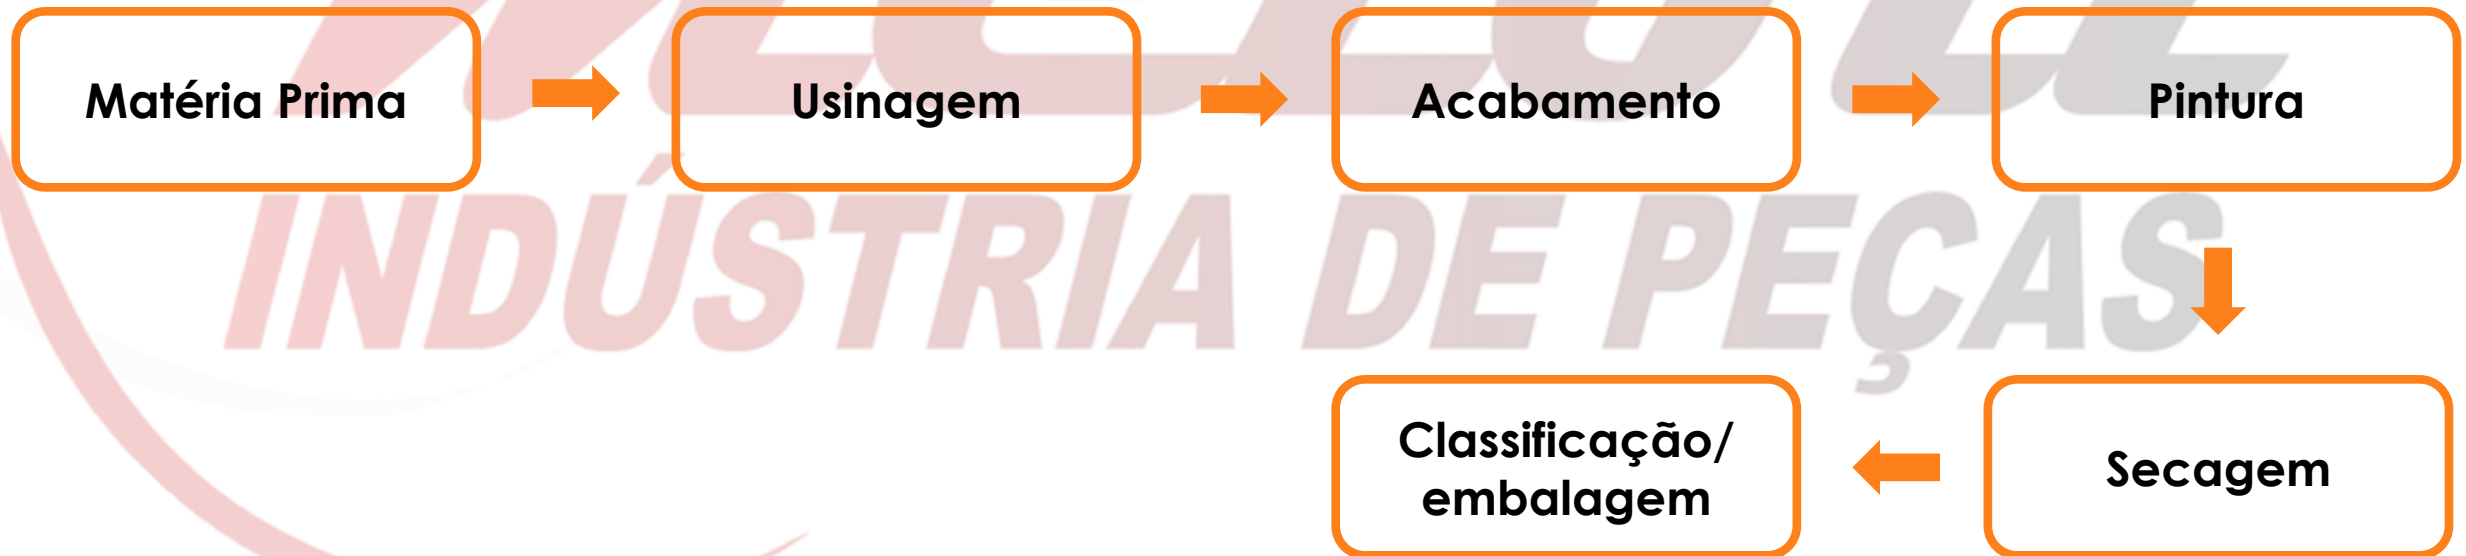 Matéria Prima
Usinagem
Acabamento
Pintura
INDÚSTRIA DE PEÇAS
Secagem
Classificação/
embalagem